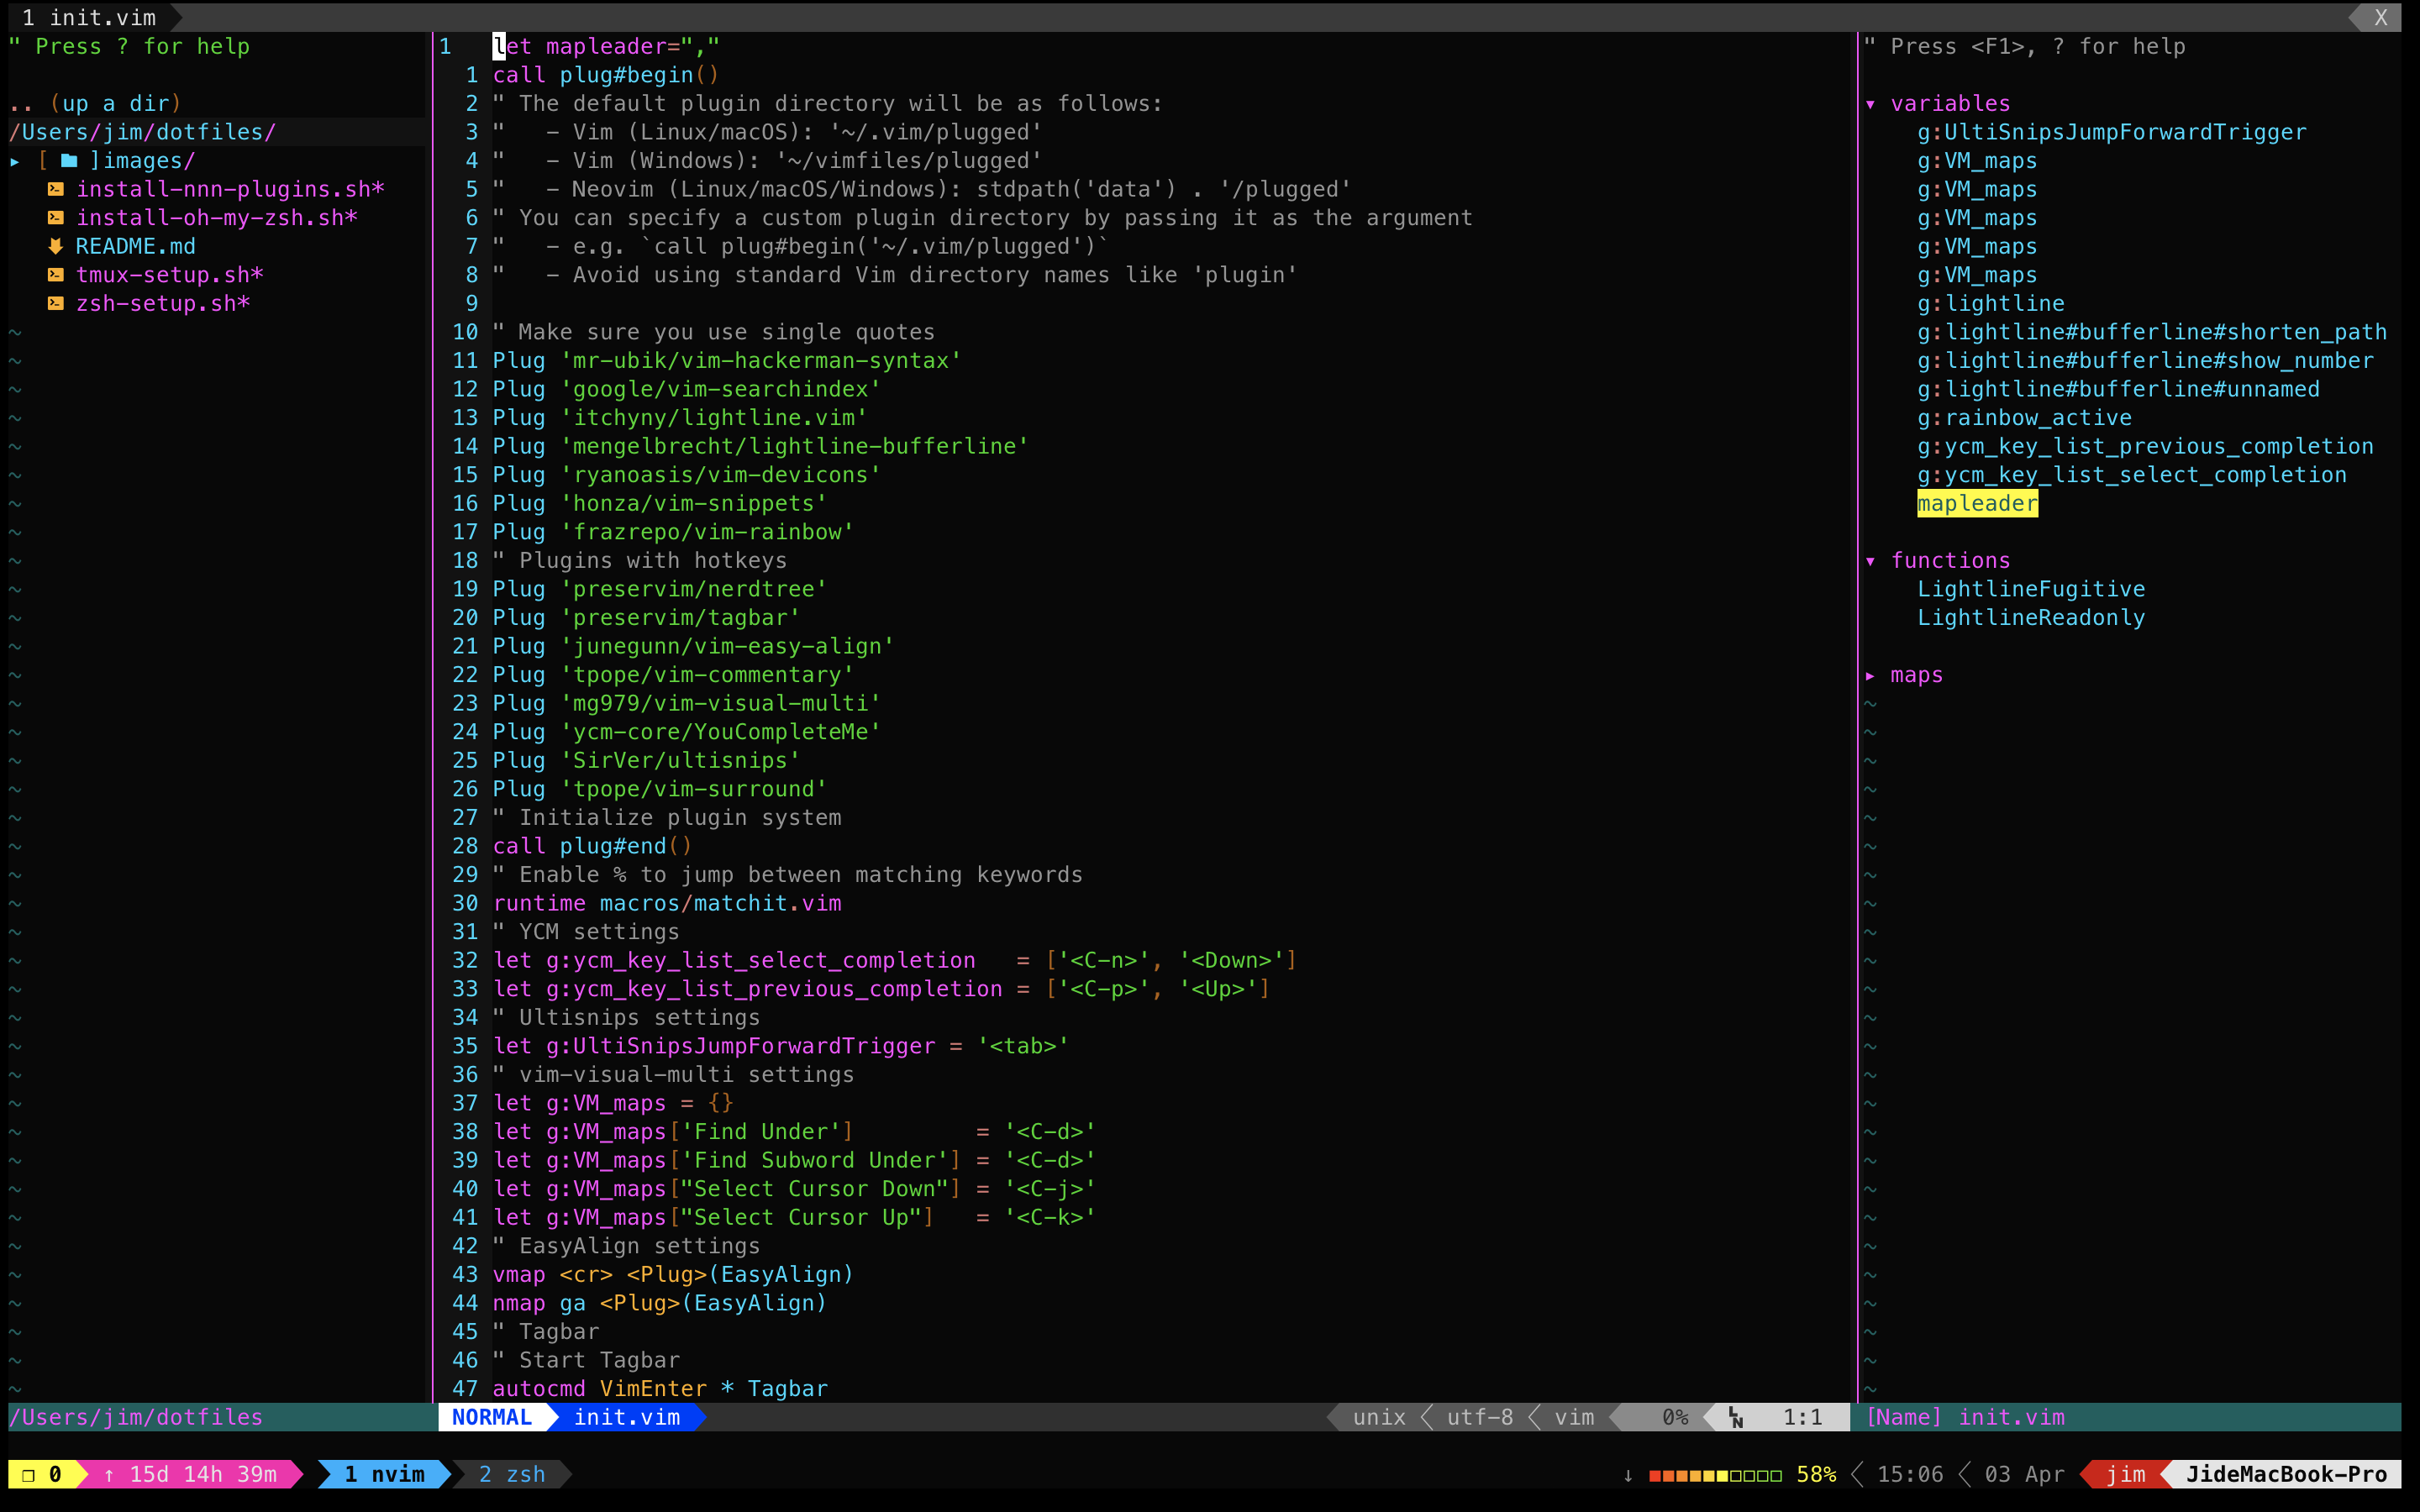 1 init.vim X
" Press ? for help

.. (up a dir)
/Users/jim/dotfiles/
▸ [ ]images/
install-nnn-plugins.sh*
install-oh-my-zsh.sh*
README.md
tmux-setup.sh*
zsh-setup.sh*
1 let mapleader=","
1 call plug#begin()
2 " The default plugin directory will be as follows:
3 "   - Vim (Linux/macOS): '~/.vim/plugged'
4 "   - Vim (Windows): '~/vimfiles/plugged'
5 "   - Neovim (Linux/macOS/Windows): stdpath('data') . '/plugged'
6 " You can specify a custom plugin directory by passing it as the argument
7 "   - e.g. `call plug#begin('~/.vim/plugged')`
8 "   - Avoid using standard Vim directory names like 'plugin'
9
10 " Make sure you use single quotes
11 Plug 'mr-ubik/vim-hackerman-syntax'
12 Plug 'google/vim-searchindex'
13 Plug 'itchyny/lightline.vim'
14 Plug 'mengelbrecht/lightline-bufferline'
15 Plug 'ryanoasis/vim-devicons'
16 Plug 'honza/vim-snippets'
17 Plug 'frazrepo/vim-rainbow'
18 " Plugins with hotkeys
19 Plug 'preservim/nerdtree'
20 Plug 'preservim/tagbar'
21 Plug 'junegunn/vim-easy-align'
22 Plug 'tpope/vim-commentary'
23 Plug 'mg979/vim-visual-multi'
24 Plug 'ycm-core/YouCompleteMe'
25 Plug 'SirVer/ultisnips'
26 Plug 'tpope/vim-surround'
27 " Initialize plugin system
28 call plug#end()
29 " Enable % to jump between matching keywords
30 runtime macros/matchit.vim
31 " YCM settings
32 let g:ycm_key_list_select_completion   = ['<C-n>', '<Down>']
33 let g:ycm_key_list_previous_completion = ['<C-p>', '<Up>']
34 " Ultisnips settings
35 let g:UltiSnipsJumpForwardTrigger = '<tab>'
36 " vim-visual-multi settings
37 let g:VM_maps = {}
38 let g:VM_maps['Find Under']         = '<C-d>'
39 let g:VM_maps['Find Subword Under'] = '<C-d>'
40 let g:VM_maps["Select Cursor Down"] = '<C-j>'
41 let g:VM_maps["Select Cursor Up"]   = '<C-k>'
42 " EasyAlign settings
43 vmap <cr> <Plug>(EasyAlign)
44 nmap ga <Plug>(EasyAlign)
45 " Tagbar
46 " Start Tagbar
47 autocmd VimEnter * Tagbar
" Press <F1>, ? for help

▾ variables
g:UltiSnipsJumpForwardTrigger
g:VM_maps
g:VM_maps
g:VM_maps
g:VM_maps
g:VM_maps
g:lightline
g:lightline#bufferline#shorten_path
g:lightline#bufferline#show_number
g:lightline#bufferline#unnamed
g:rainbow_active
g:ycm_key_list_previous_completion
g:ycm_key_list_select_completion
mapleader

▾ functions
LightlineFugitive
LightlineReadonly

▸ maps
/Users/jim/dotfiles NORMAL init.vim unix utf-8 vim 0% LN 1:1 [Name] init.vim
❐ 0 ↑ 15d 14h 39m 1 nvim 2 zsh ↓ ■■■■■■□□□□ 58% 15:06 03 Apr jim JideMacBook-Pro